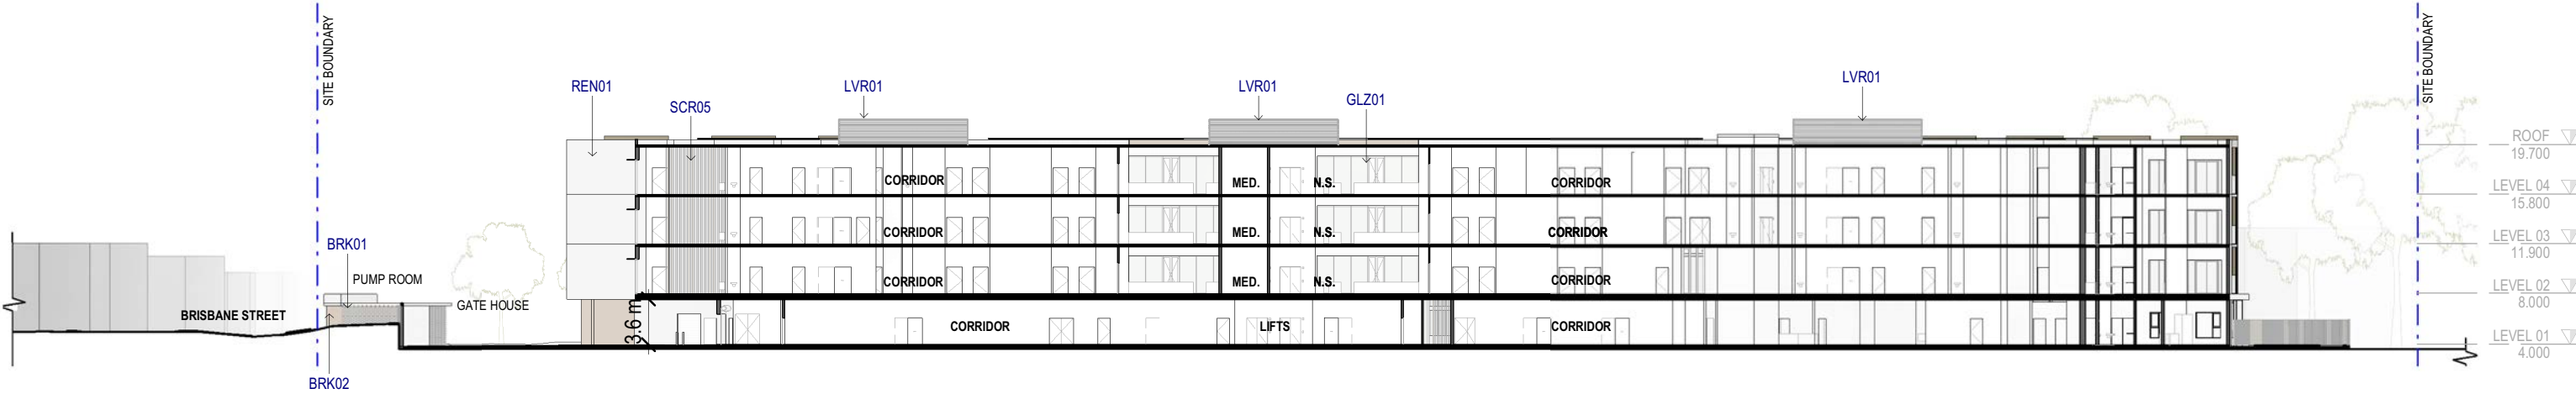 SITE BOUNDARY
SITE BOUNDARY
REN01
SCR05
LVR01
LVR01
GLZ01
LVR01
ROOF
19.700
CORRIDOR
MED.
N.S.
CORRIDOR
LEVEL 04
15.800
CORRIDOR
MED.
N.S.
CORRIDOR
LEVEL 03
11.900
BRK01
PUMP ROOM
CORRIDOR
MED.
N.S.
CORRIDOR
LEVEL 02
8.000
GATE HOUSE
BRISBANE STREET
3.6 m
CORRIDOR
LIFTS
CORRIDOR
LEVEL 01
4.000
BRK02